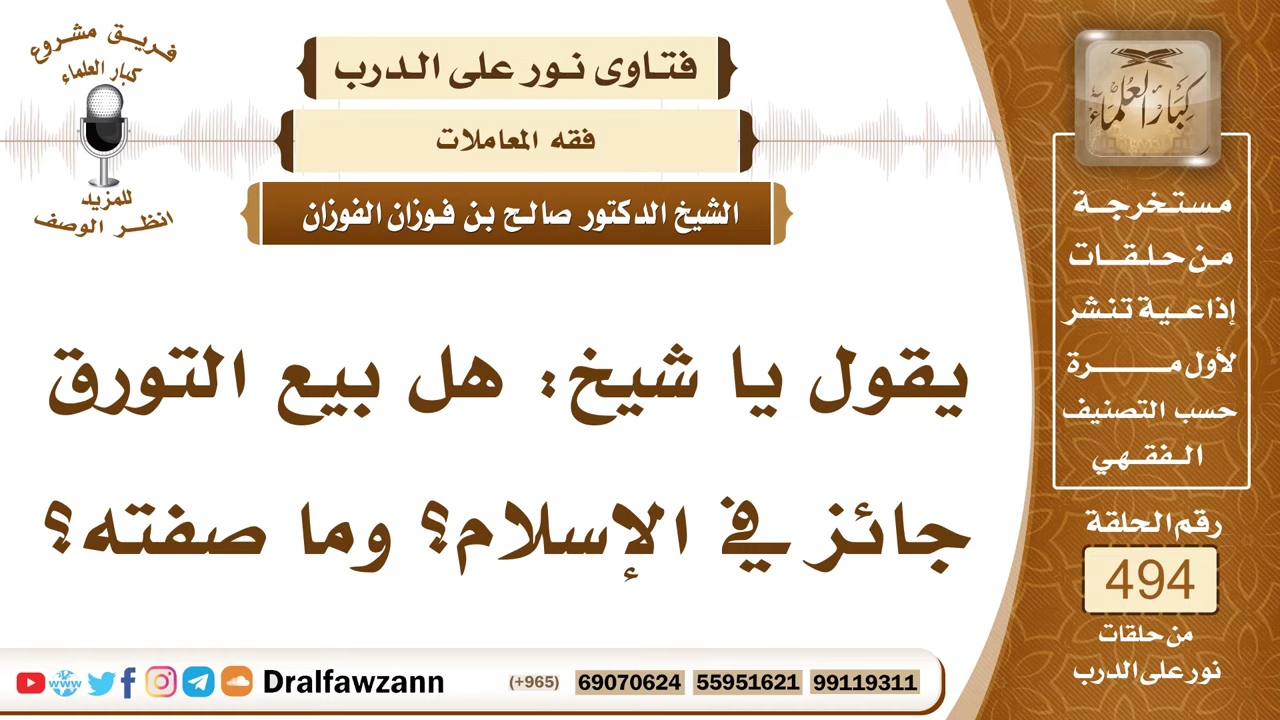 فريق مشروع
كبار العلماء
للمزيد
انظر الوصف
فتاوى نور على الدرب
فقه المعاملات
الشيخ الدكتور صالح بن فوزان الفوزان
يقول يا شيخ: هل بيع التورق
جائز في الإسلام؟ وما صفته؟
كبار العلماء
مستخرجة
من حلقات
إذاعية تنشر
لأول مرة
حسب التصنيف
الفقهي
رقم الحلقة
494
من حلقات
نور على الدرب
www Dralfawzann (+965) 69070624 55951621 99119311